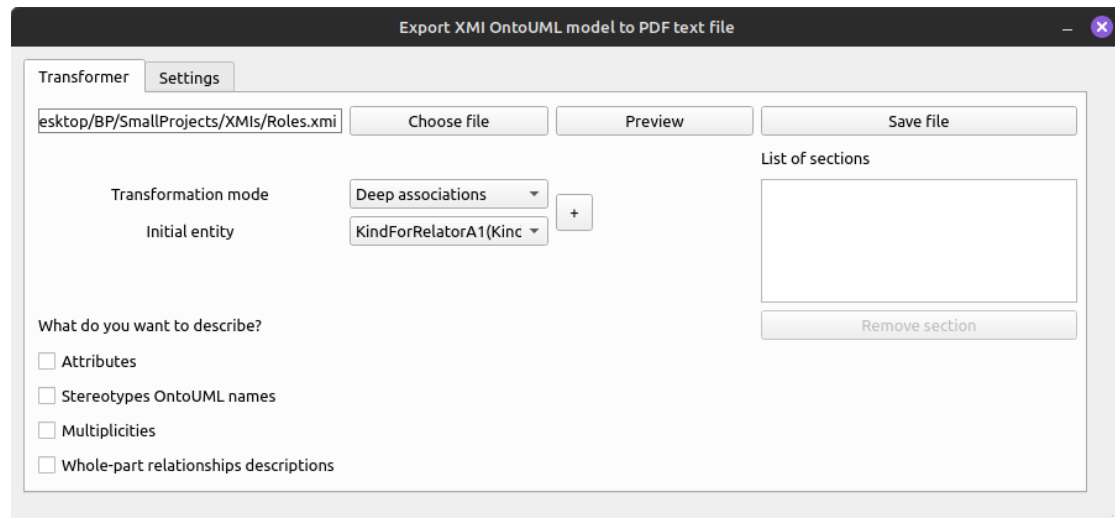 Export XMI OntoUML model to PDF text file
Transformer
Settings
esktop/BP/SmallProjects/XMIs/Roles.xmi
Choose file
Preview
Save file
List of sections
Transformation mode
Deep associations
+
Initial entity
KindForRelatorA1(Kinc
What do you want to describe?
Remove section
Attributes
Stereotypes OntoUML names
Multiplicities
Whole-part relationships descriptions